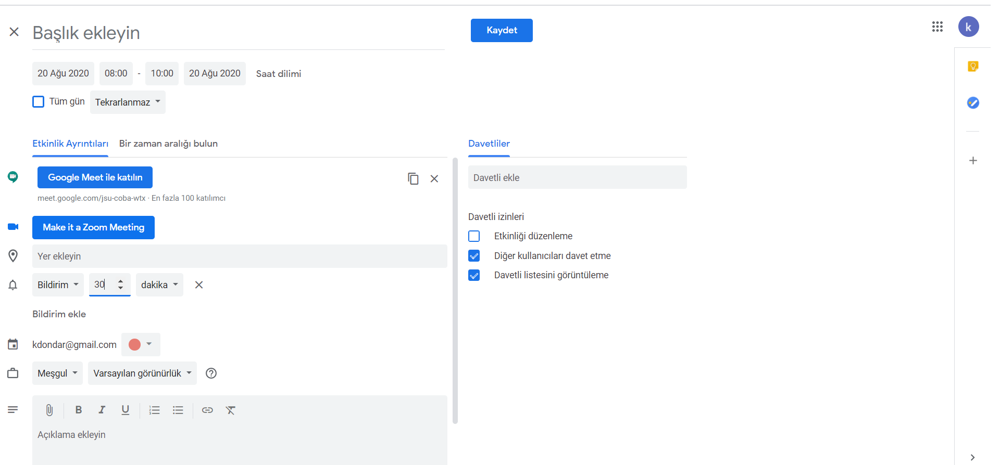 Başlık ekleyin
Kaydet
k
20 Ağu 2020 08:00 - 10:00 20 Ağu 2020 Saat dilimi
Tüm gün Tekrarlanmaz
Etkinlik Ayrıntıları Bir zaman aralığı bulun
Google Meet ile katılın
meet.google.com/jsu-coba-wtx · En fazla 100 katılımcı
Make it a Zoom Meeting
Yer ekleyin
Bildirim 30 dakika
Bildirim ekle
kdondar@gmail.com
Meşgul Varsayılan görünürlük
B I U
Açıklama ekleyin
Davetliler
Davetli ekle
Davetli izinleri
Etkinliği düzenleme
Diğer kullanıcıları davet etme
Davetli listesini görüntüleme